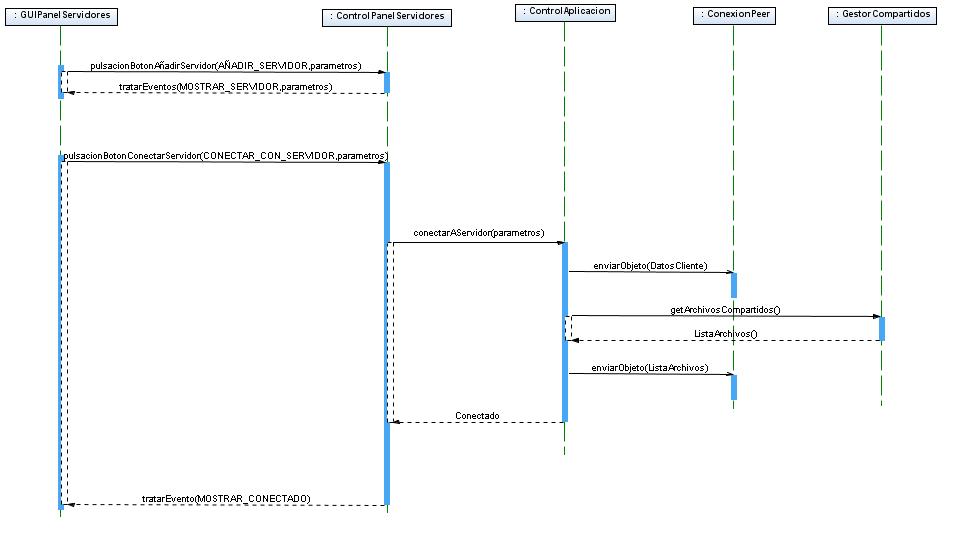 : GUIPanelServidores
: ControlPanelServidores
: ControlAplicacion
: ConexionPeer
: GestorCompartidos
pulsacionBotonAñadirServidor(AÑADIR_SERVIDOR,parametros)
tratarEventos(MOSTRAR_SERVIDOR,parametros)
pulsacionBotonConectarServidor(CONECTAR_CON_SERVIDOR,parametros)
conectarAServidor(parametros)
enviarObjeto(DatosCliente)
getArchivosCompartidos()
ListaArchivos()
enviarObjeto(ListaArchivos)
Conectado
tratarEvento(MOSTRAR_CONECTADO)